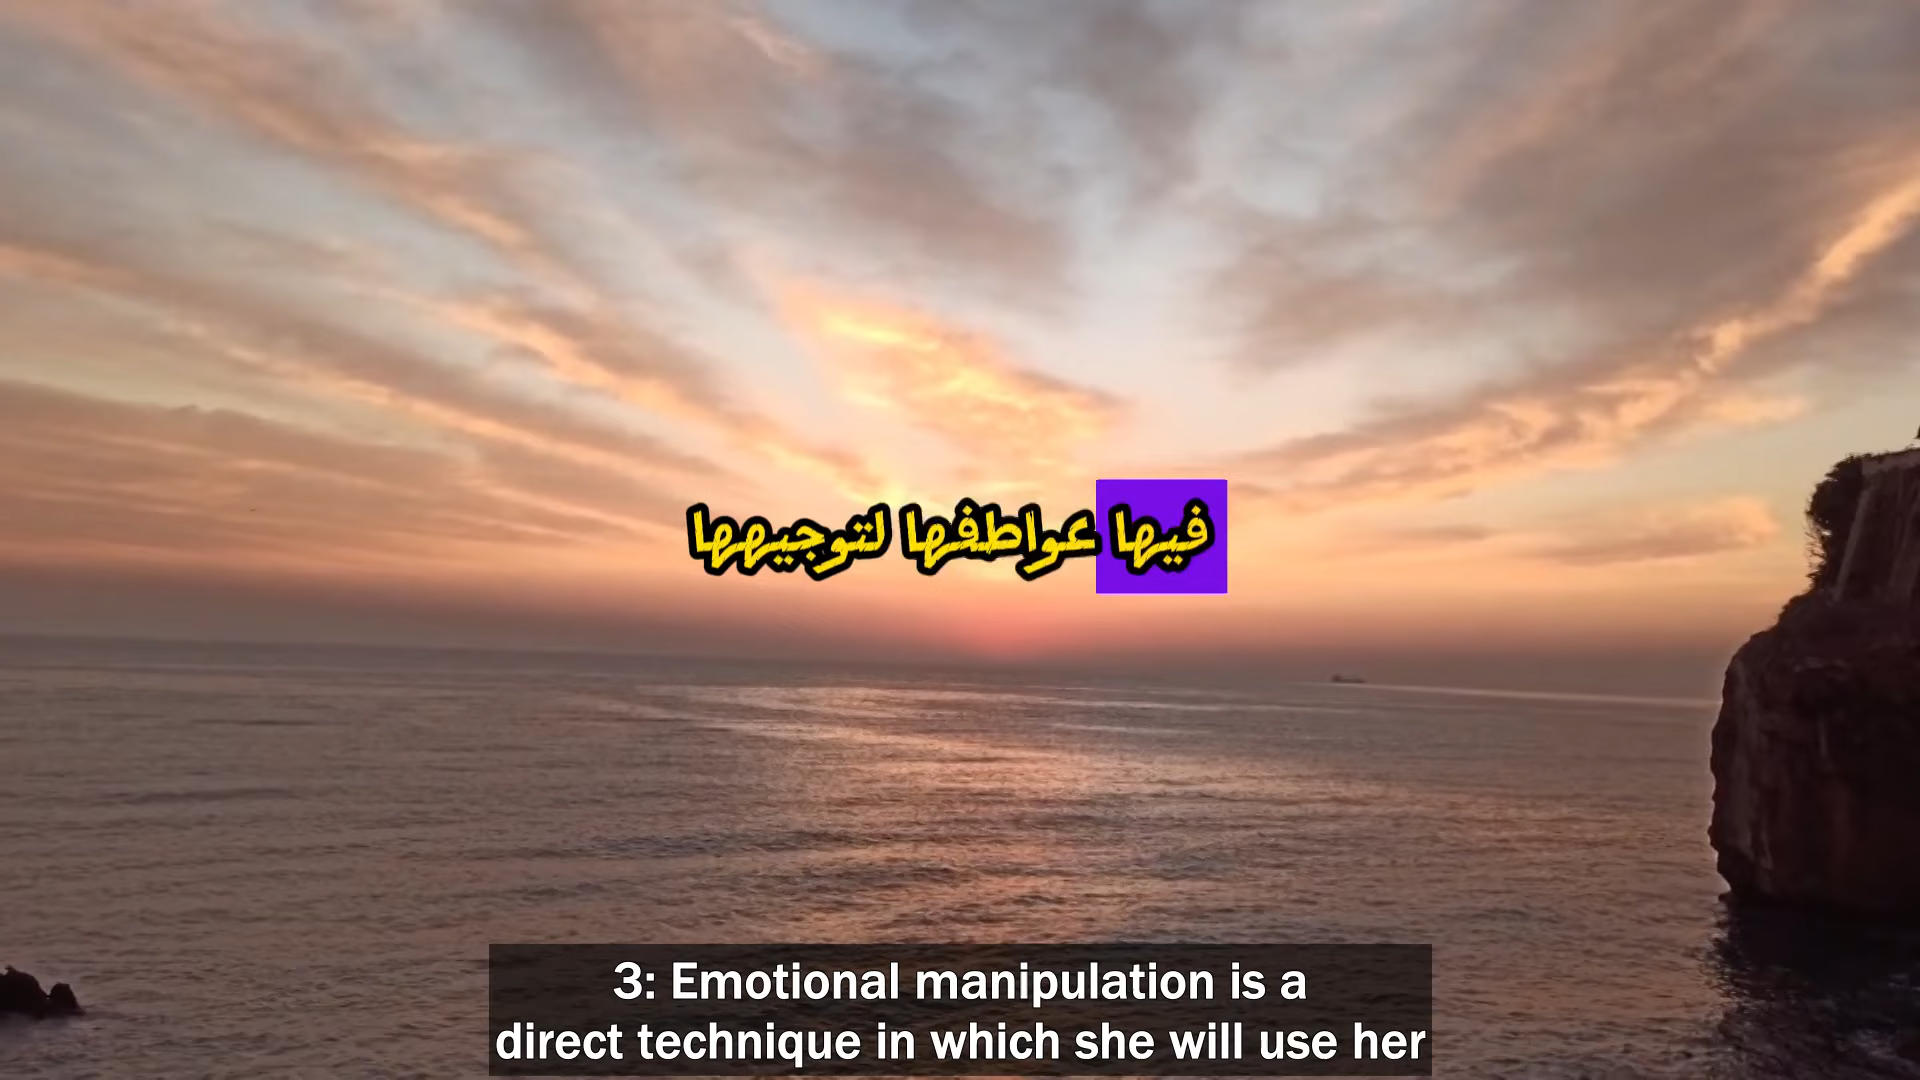 فيها عواطفها لتوجيهها
3: Emotional manipulation is a
direct technique in which she will use her